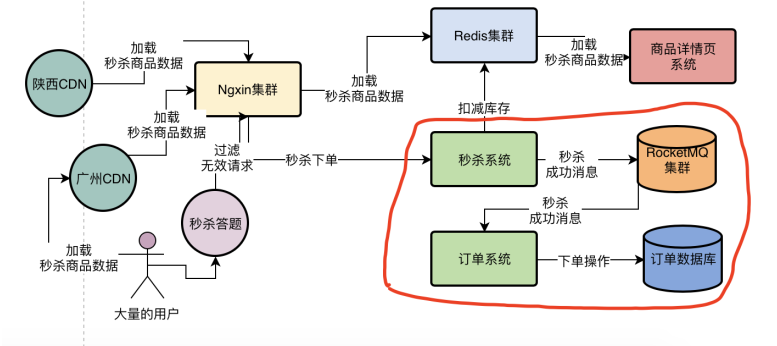 加载
秒杀商品数据
陕西CDN
Ngxin集群
加载
秒杀商品数据
Redis集群
加载
秒杀商品数据
商品详情页
系统
加载
秒杀商品数据
扣减库存
广州CDN
过滤
无效请求
秒杀下单
秒杀系统
秒杀
成功消息
RocketMQ
集群
秒杀答题
秒杀
成功消息
加载
秒杀商品数据
大量的用户
订单系统
下单操作
订单数据库